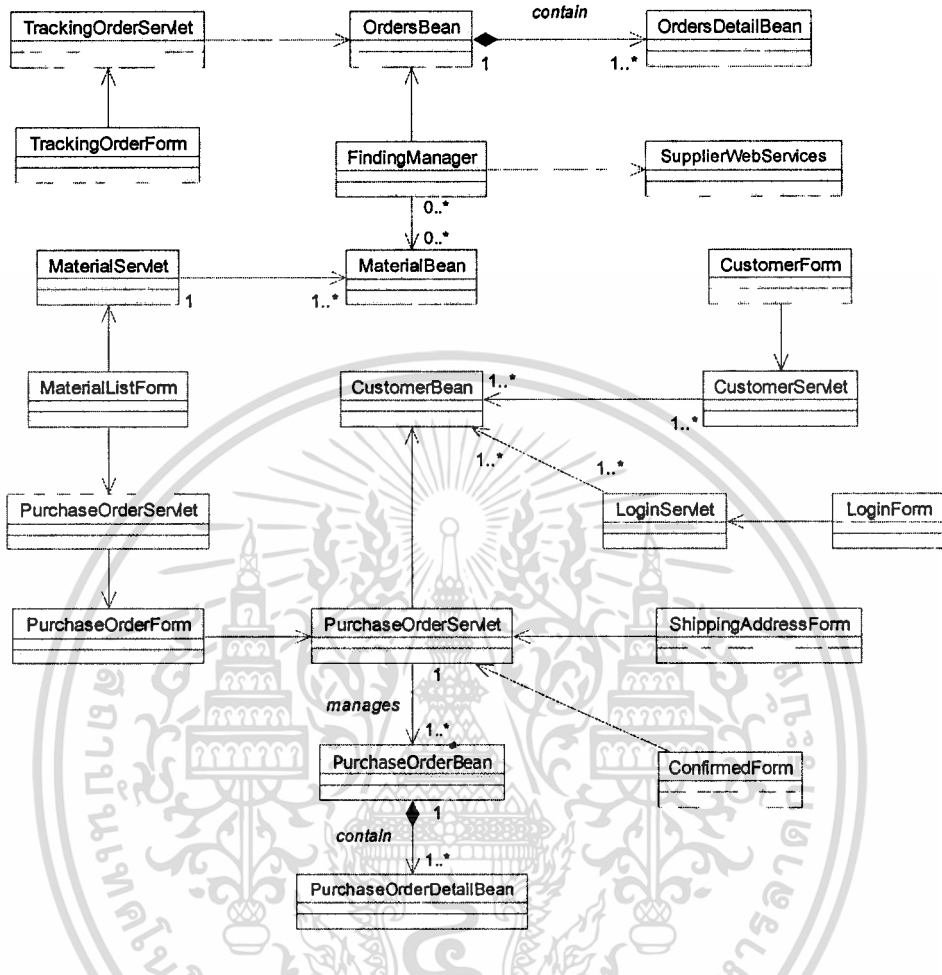 contain
TrackingOrderServlet
OrdersBean
OrdersDetailBean
1
1..*
TrackingOrderForm
FindingManager
SupplierWebServices
0..*
0..*
MaterialServlet
MaterialBean
CustomerForm
1
1..*
MaterialListForm
CustomerBean
1..*
CustomerServlet
1..*
1..*
1..*
PurchaseOrderServlet
LoginServlet
LoginForm
PurchaseOrderForm
PurchaseOrderServlet
ShippingAddressForm
1
manages
1..*
PurchaseOrderBean
ConfirmedForm
1
contain
1..*
PurchaseOrderDetailBean